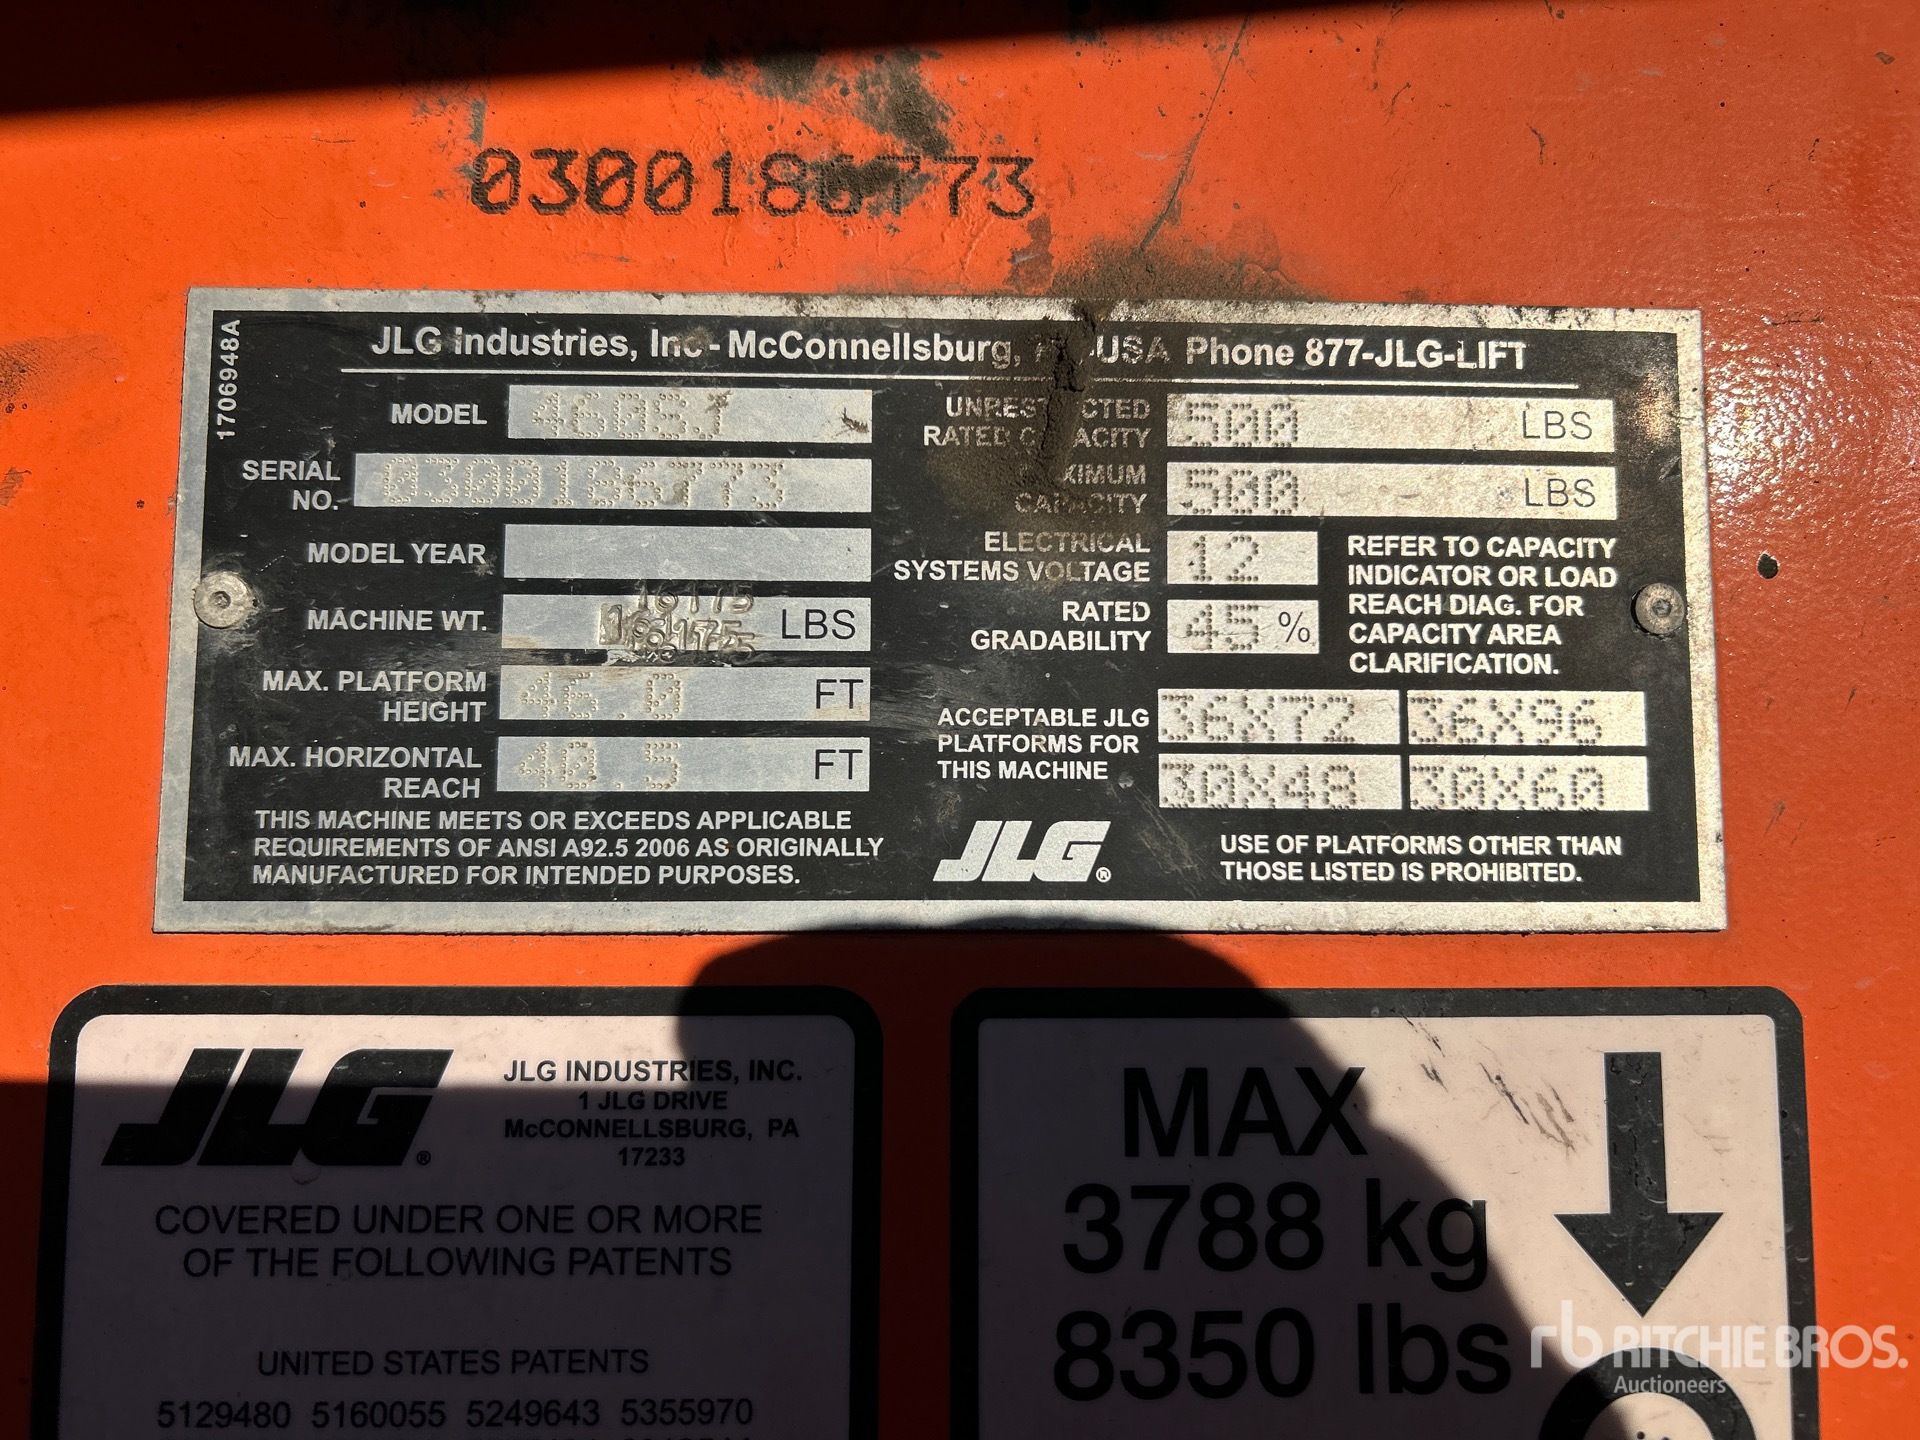 0300186773
1706948A
JLG Industries, Inc - McConnellsburg, USA Phone 877-JLG-LIFT
MODEL 460SJ
SERIAL NO. 0300186773
MODEL YEAR
MACHINE WT. 16175 LBS
MAX. PLATFORM HEIGHT 46.0 FT
MAX. HORIZONTAL REACH 40.5 FT
THIS MACHINE MEETS OR EXCEEDS APPLICABLE
REQUIREMENTS OF ANSI A92.5 2006 AS ORIGINALLY
MANUFACTURED FOR INTENDED PURPOSES.
UNRESTRICTED RATED CAPACITY 500 LBS
MAXIMUM CAPACITY 500 LBS
ELECTRICAL SYSTEMS VOLTAGE 12
RATED GRADABILITY 45 %
REFER TO CAPACITY
INDICATOR OR LOAD
REACH DIAG. FOR
CAPACITY AREA
CLARIFICATION.
ACCEPTABLE JLG
PLATFORMS FOR
THIS MACHINE
36X72 36X96
30X48 30X60
JLG®
USE OF PLATFORMS OTHER THAN
THOSE LISTED IS PROHIBITED.
JLG®
JLG INDUSTRIES, INC.
1 JLG DRIVE
McCONNELLSBURG, PA
17233
COVERED UNDER ONE OR MORE
OF THE FOLLOWING PATENTS
UNITED STATES PATENTS
5129480 5160055 5249643 5355970
MAX
3788 kg
8350 lbs
rb RITCHIE BROS.
Auctioneers